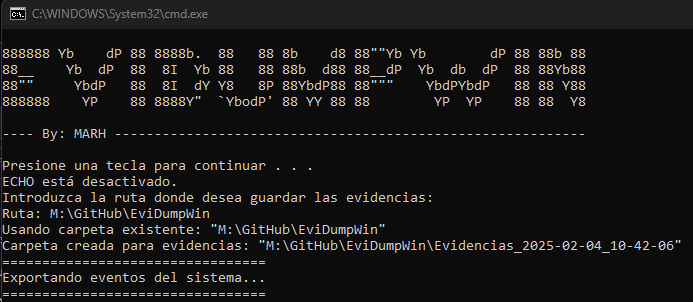 C:\WINDOWS\System32\cmd.exe
888888 Yb    dP 88 8888b.  88   88 8b    d8 88""Yb Yb        dP 88 88b 88
88__    Yb  dP  88  8I  Yb 88   88 88b  d88 88__dP  Yb  db  dP  88 88Yb88
88""     YbdP   88  8I  dY Y8   8P 88YbdP88 88"""    YbdPYbdP   88 88 Y88
888888    YP    88 8888Y"  `YbodP' 88 YY 88 88        YP  YP    88 88  Y8
---- By: MARH -----------------------------------------------------------
Presione una tecla para continuar . . .
ECHO está desactivado.
Introduzca la ruta donde desea guardar las evidencias:
Ruta: M:\GitHub\EviDumpWin
Usando carpeta existente: "M:\GitHub\EviDumpWin"
Carpeta creada para evidencias: "M:\GitHub\EviDumpWin\Evidencias_2025-02-04_10-42-06"
=================================
Exportando eventos del sistema...
=================================